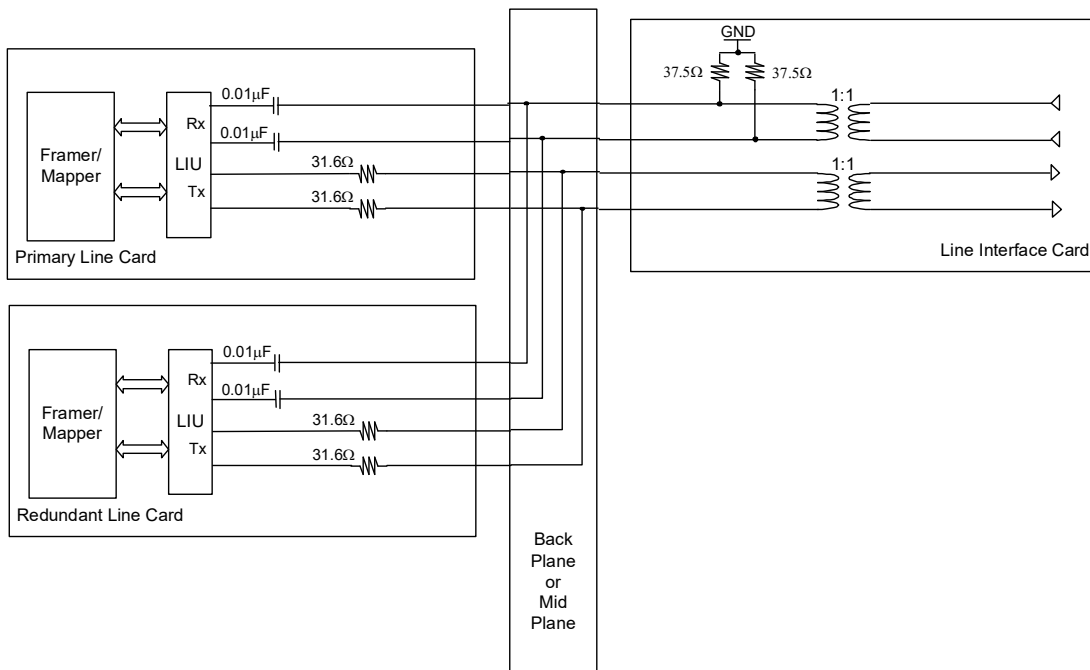 GND
37.5Ω
37.5Ω
1:1
0.01μF
Rx
0.01μF
Framer/
Mapper
LIU
31.6Ω
1:1
Tx
31.6Ω
Primary Line Card
Line Interface Card
0.01μF
Rx
0.01μF
Framer/
Mapper
LIU
31.6Ω
Tx
31.6Ω
Redundant Line Card
Back
Plane
or
Mid
Plane